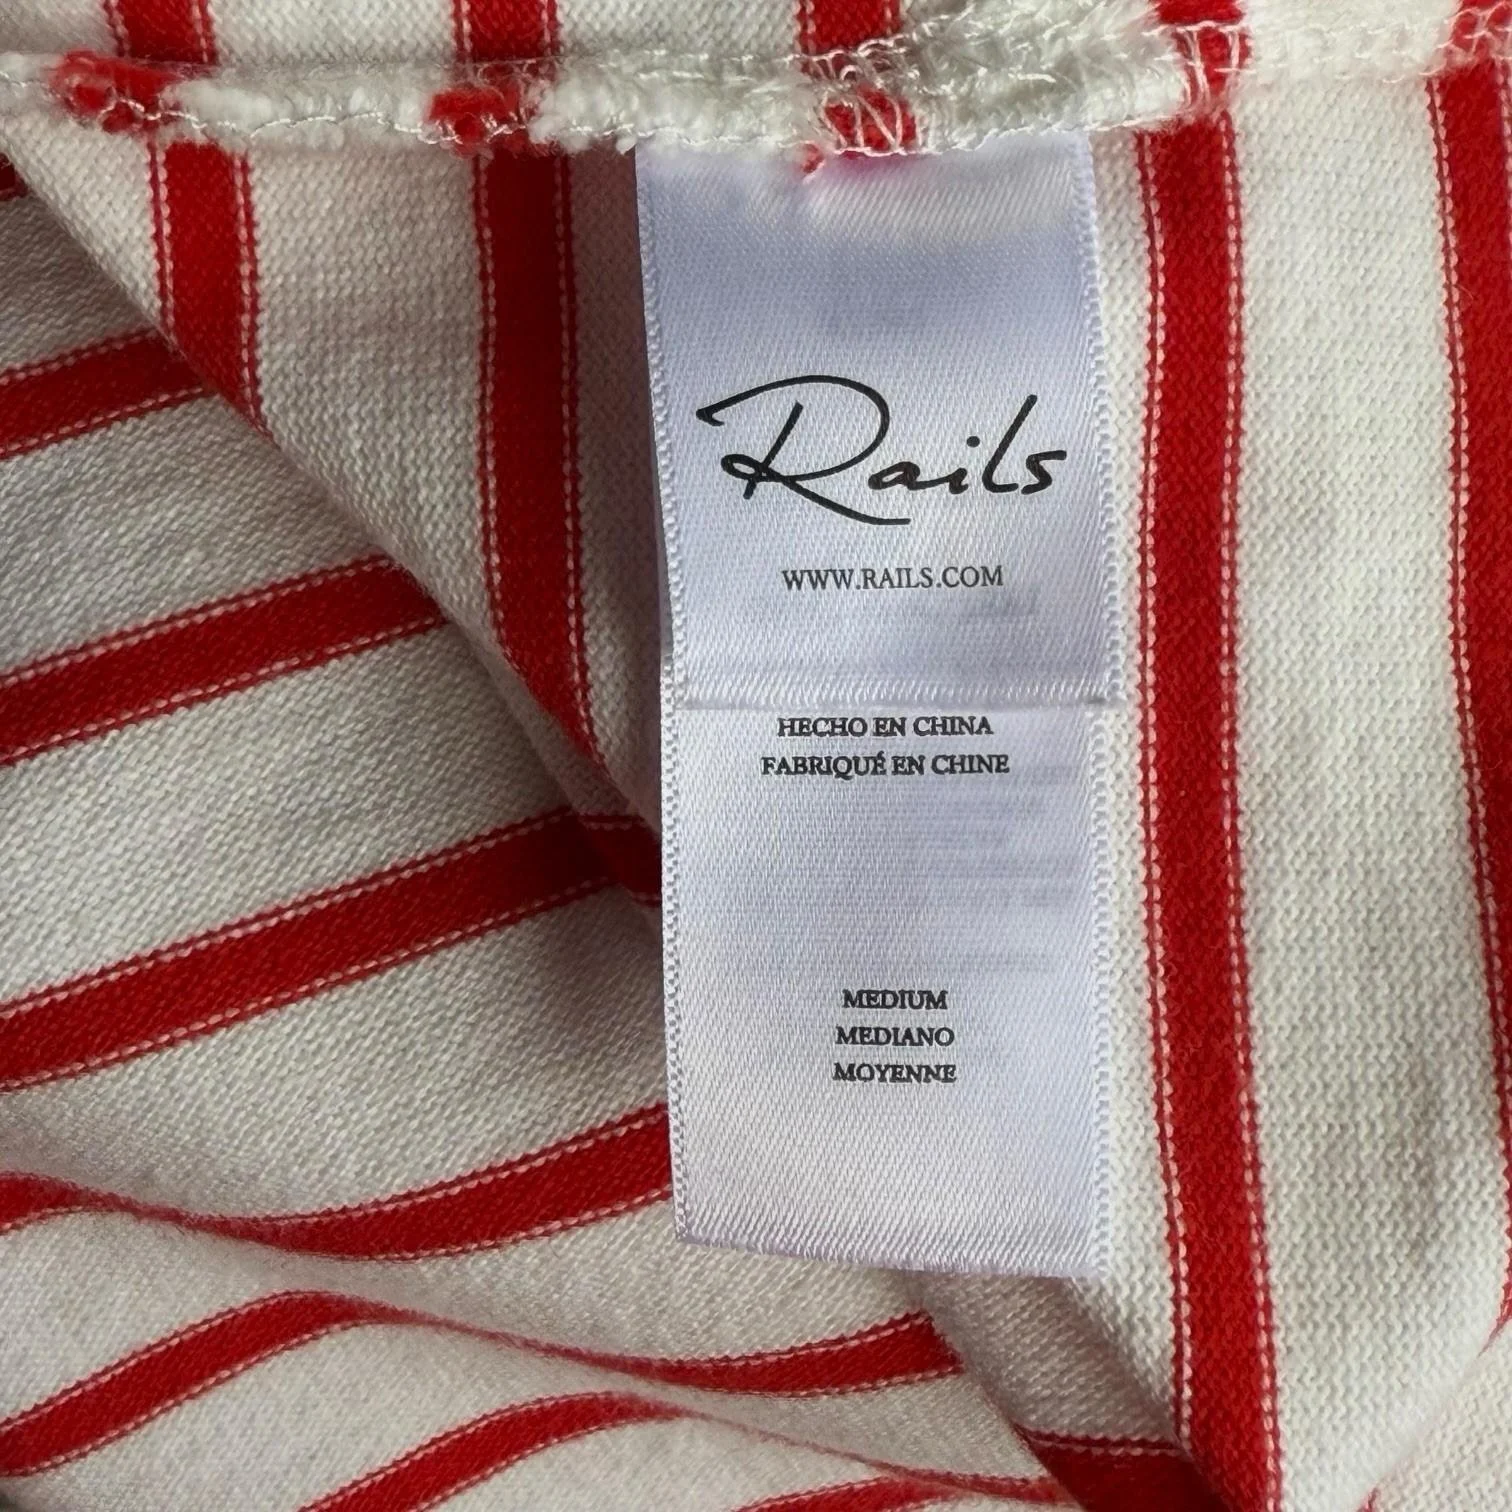 Rails
WWW.RAILS.COM
HECHO EN CHINA
FABRIQUÉ EN CHINE
MEDIUM
MEDIANO
MOYENNE